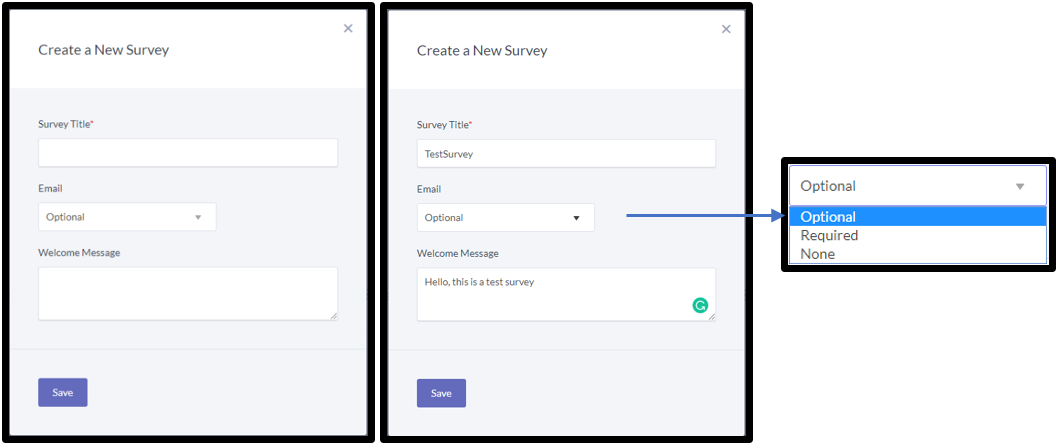 Create a New Survey
Survey Title*
Email
Optional
Welcome Message
Save
Create a New Survey
Survey Title*
TestSurvey
Email
Optional
Welcome Message
Hello, this is a test survey
Save
Optional
Optional
Required
None